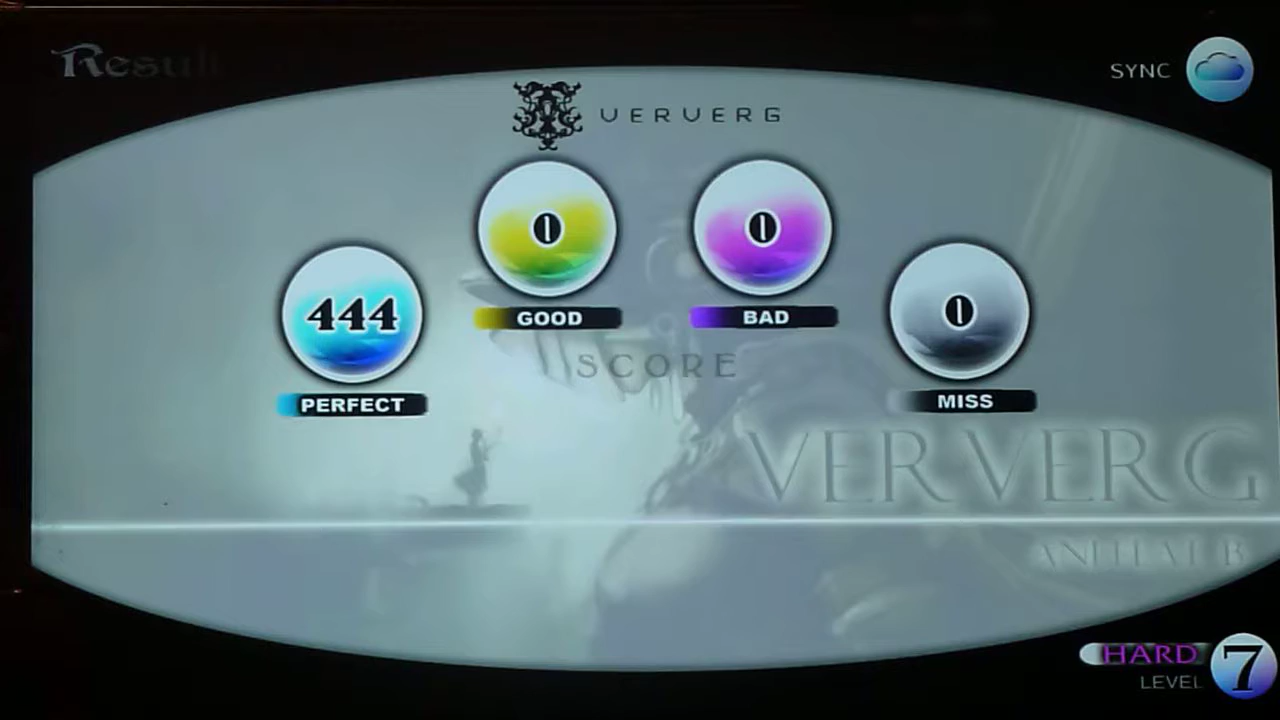 Result
SYNC
VERVERG
0
0
444
0
GOOD
BAD
SCORE
PERFECT
MISS
VERVERG
HARD
LEVEL
7